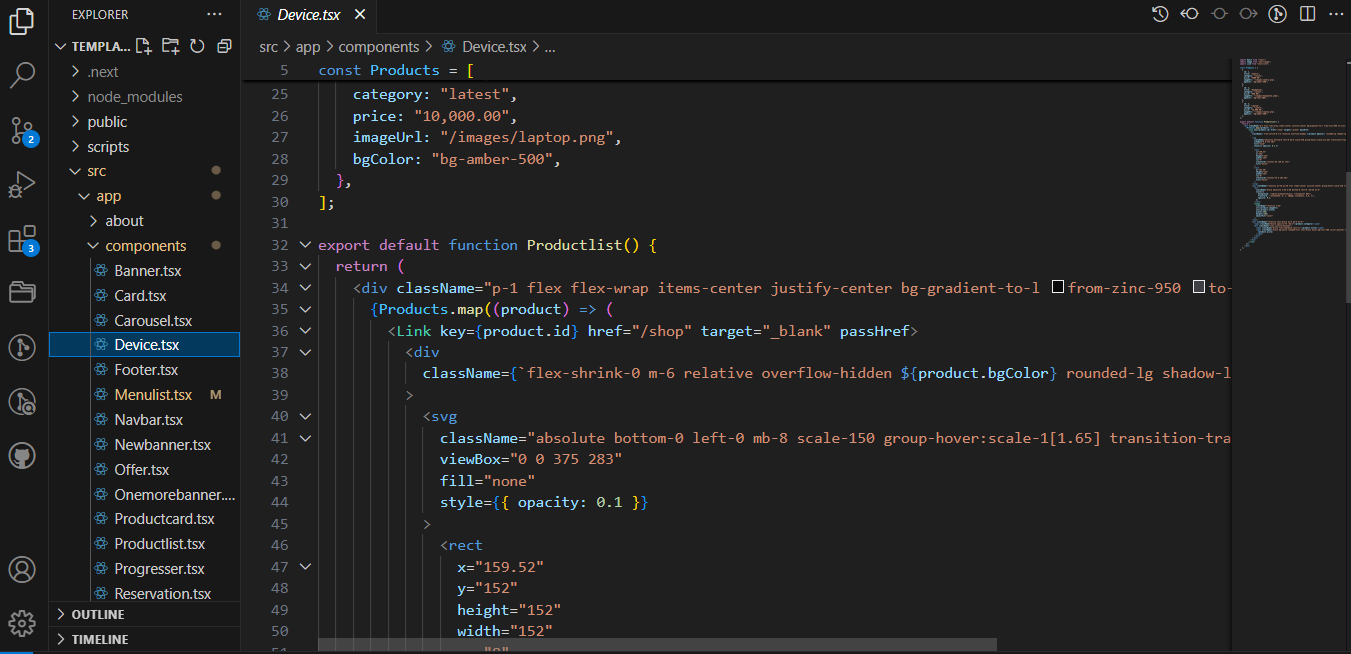 EXPLORER
TEMPLA...
.next
node_modules
public
scripts
src
app
about
components
Banner.tsx
Card.tsx
Carousel.tsx
Device.tsx
Footer.tsx
Menulist.tsx M
Navbar.tsx
Newbanner.tsx
Offer.tsx
Onemorebanner....
Productcard.tsx
Productlist.tsx
Progresser.tsx
Reservation.tsx
OUTLINE
TIMELINE
2
3
Device.tsx
src > app > components > Device.tsx > ...
5 const Products = [
25 category: "latest",
26 price: "10,000.00",
27 imageUrl: "/images/laptop.png",
28 bgColor: "bg-amber-500",
29 },
30 ];
31
32 export default function Productlist() {
33 return (
34 <div className="p-1 flex flex-wrap items-center justify-center bg-gradient-to-l from-zinc-950 to-
35 {Products.map((product) => (
36 <Link key={product.id} href="/shop" target="_blank" passHref>
37 <div
38 className={`flex-shrink-0 m-6 relative overflow-hidden ${product.bgColor} rounded-lg shadow-l
39 >
40 <svg
41 className="absolute bottom-0 left-0 mb-8 scale-150 group-hover:scale-1[1.65] transition-tra
42 viewBox="0 0 375 283"
43 fill="none"
44 style={{ opacity: 0.1 }}
45 >
46 <rect
47 x="159.52"
48 y="152"
49 height="152"
50 width="152"